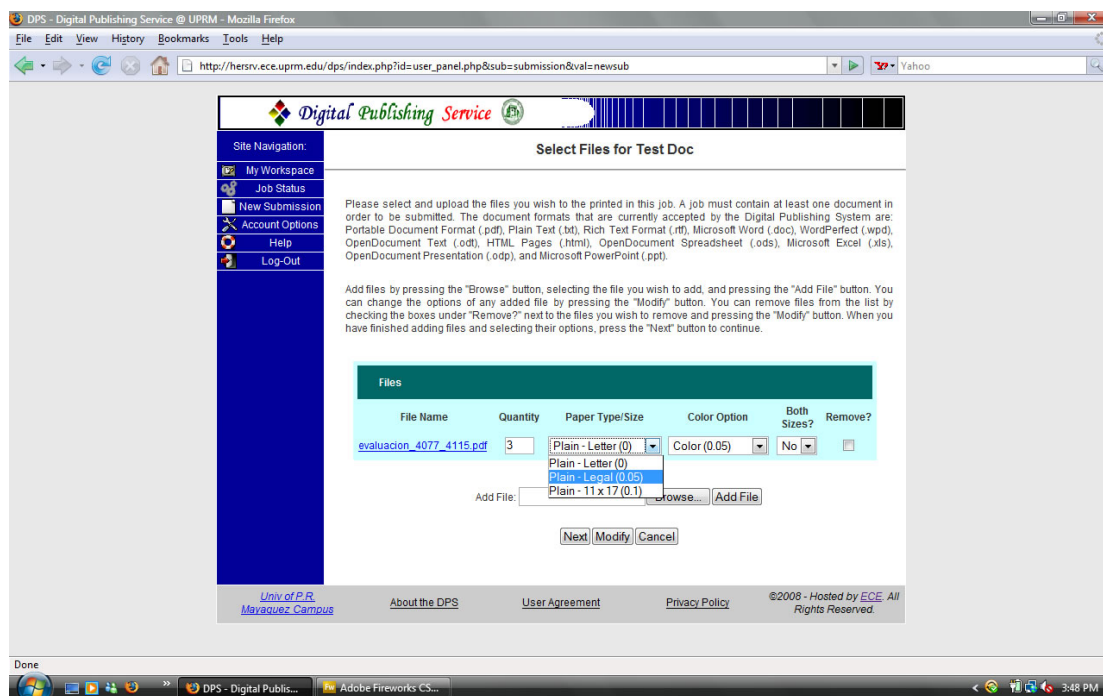 DPS - Digital Publishing Service @ UPRM - Mozilla Firefox
File Edit View History Bookmarks Tools Help
http://hersrv.ece.uprm.edu/dps/index.php?id=user_panel.php&sub=submission&val=newsub
Yahoo
Digital Publishing Service
Site Navigation:
My Workspace
Job Status
New Submission
Account Options
Help
Log-Out
Select Files for Test Doc
Please select and upload the files you wish to the printed in this job. A job must contain at least one document in
order to be submitted. The document formats that are currently accepted by the Digital Publishing System are:
Portable Document Format (.pdf), Plain Text (.txt), Rich Text Format (.rtf), Microsoft Word (.doc), WordPerfect (.wpd),
OpenDocument Text (.odt), HTML Pages (.html), OpenDocument Spreadsheet (.ods), Microsoft Excel (.xls),
OpenDocument Presentation (.odp), and Microsoft PowerPoint (.ppt).
Add files by pressing the "Browse" button, selecting the file you wish to add, and pressing the "Add File" button. You
can change the options of any added file by pressing the "Modify" button. You can remove files from the list by
checking the boxes under "Remove?" next to the files you wish to remove and pressing the "Modify" button. When you
have finished adding files and selecting their options, press the "Next" button to continue.
Files
File Name Quantity Paper Type/Size Color Option Both Sizes? Remove?
evaluacion_4077_4115.pdf 3 Plain - Letter (0) Color (0.05) No
Plain - Letter (0)
Plain - Legal (0.05)
Plain - 11 x 17 (0.1)
Add File: Browse... Add File
Next Modify Cancel
Univ of P.R.
Mayaguez Campus
About the DPS
User Agreement
Privacy Policy
©2008 - Hosted by ECE. All
Rights Reserved.
Done
DPS - Digital Publis... Adobe Fireworks CS... 3:48 PM